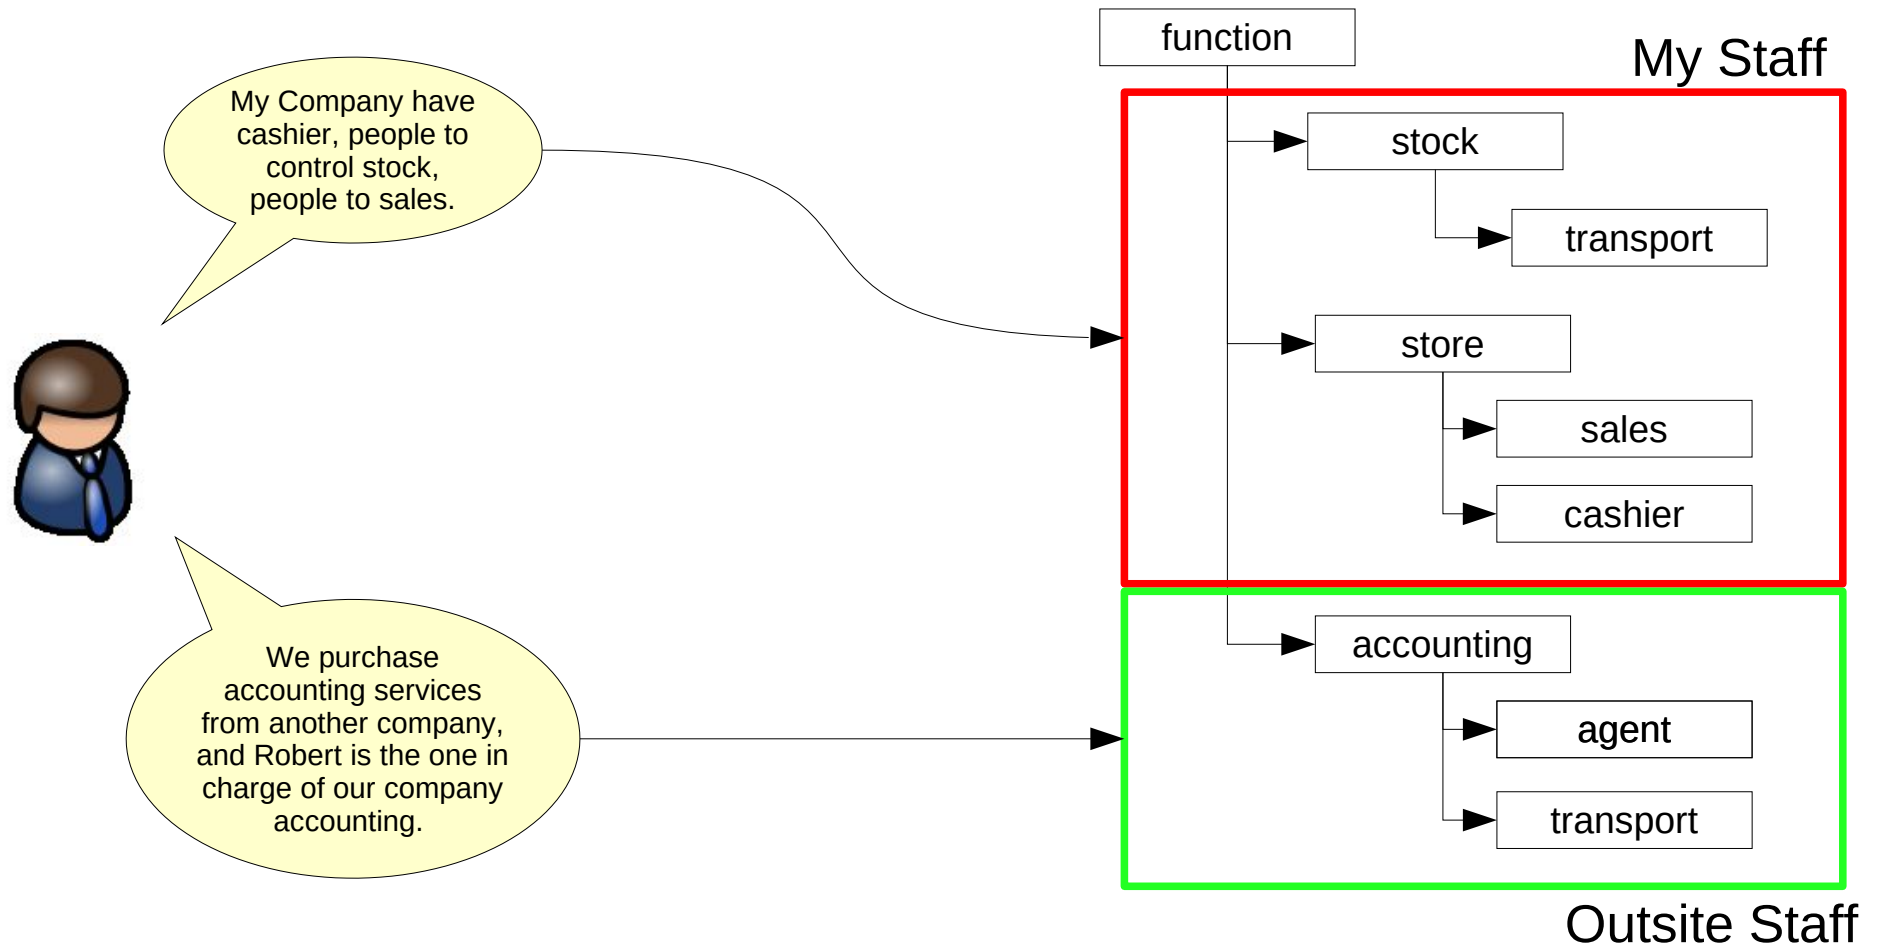 function
My Staff
My Company have
cashier, people to
control stock,
people to sales.
stock
transport
store
sales
cashier
We purchase
accounting services
from another company,
and Robert is the one in
charge of our company
accounting.
accounting
agent
transport
Outsite Staff